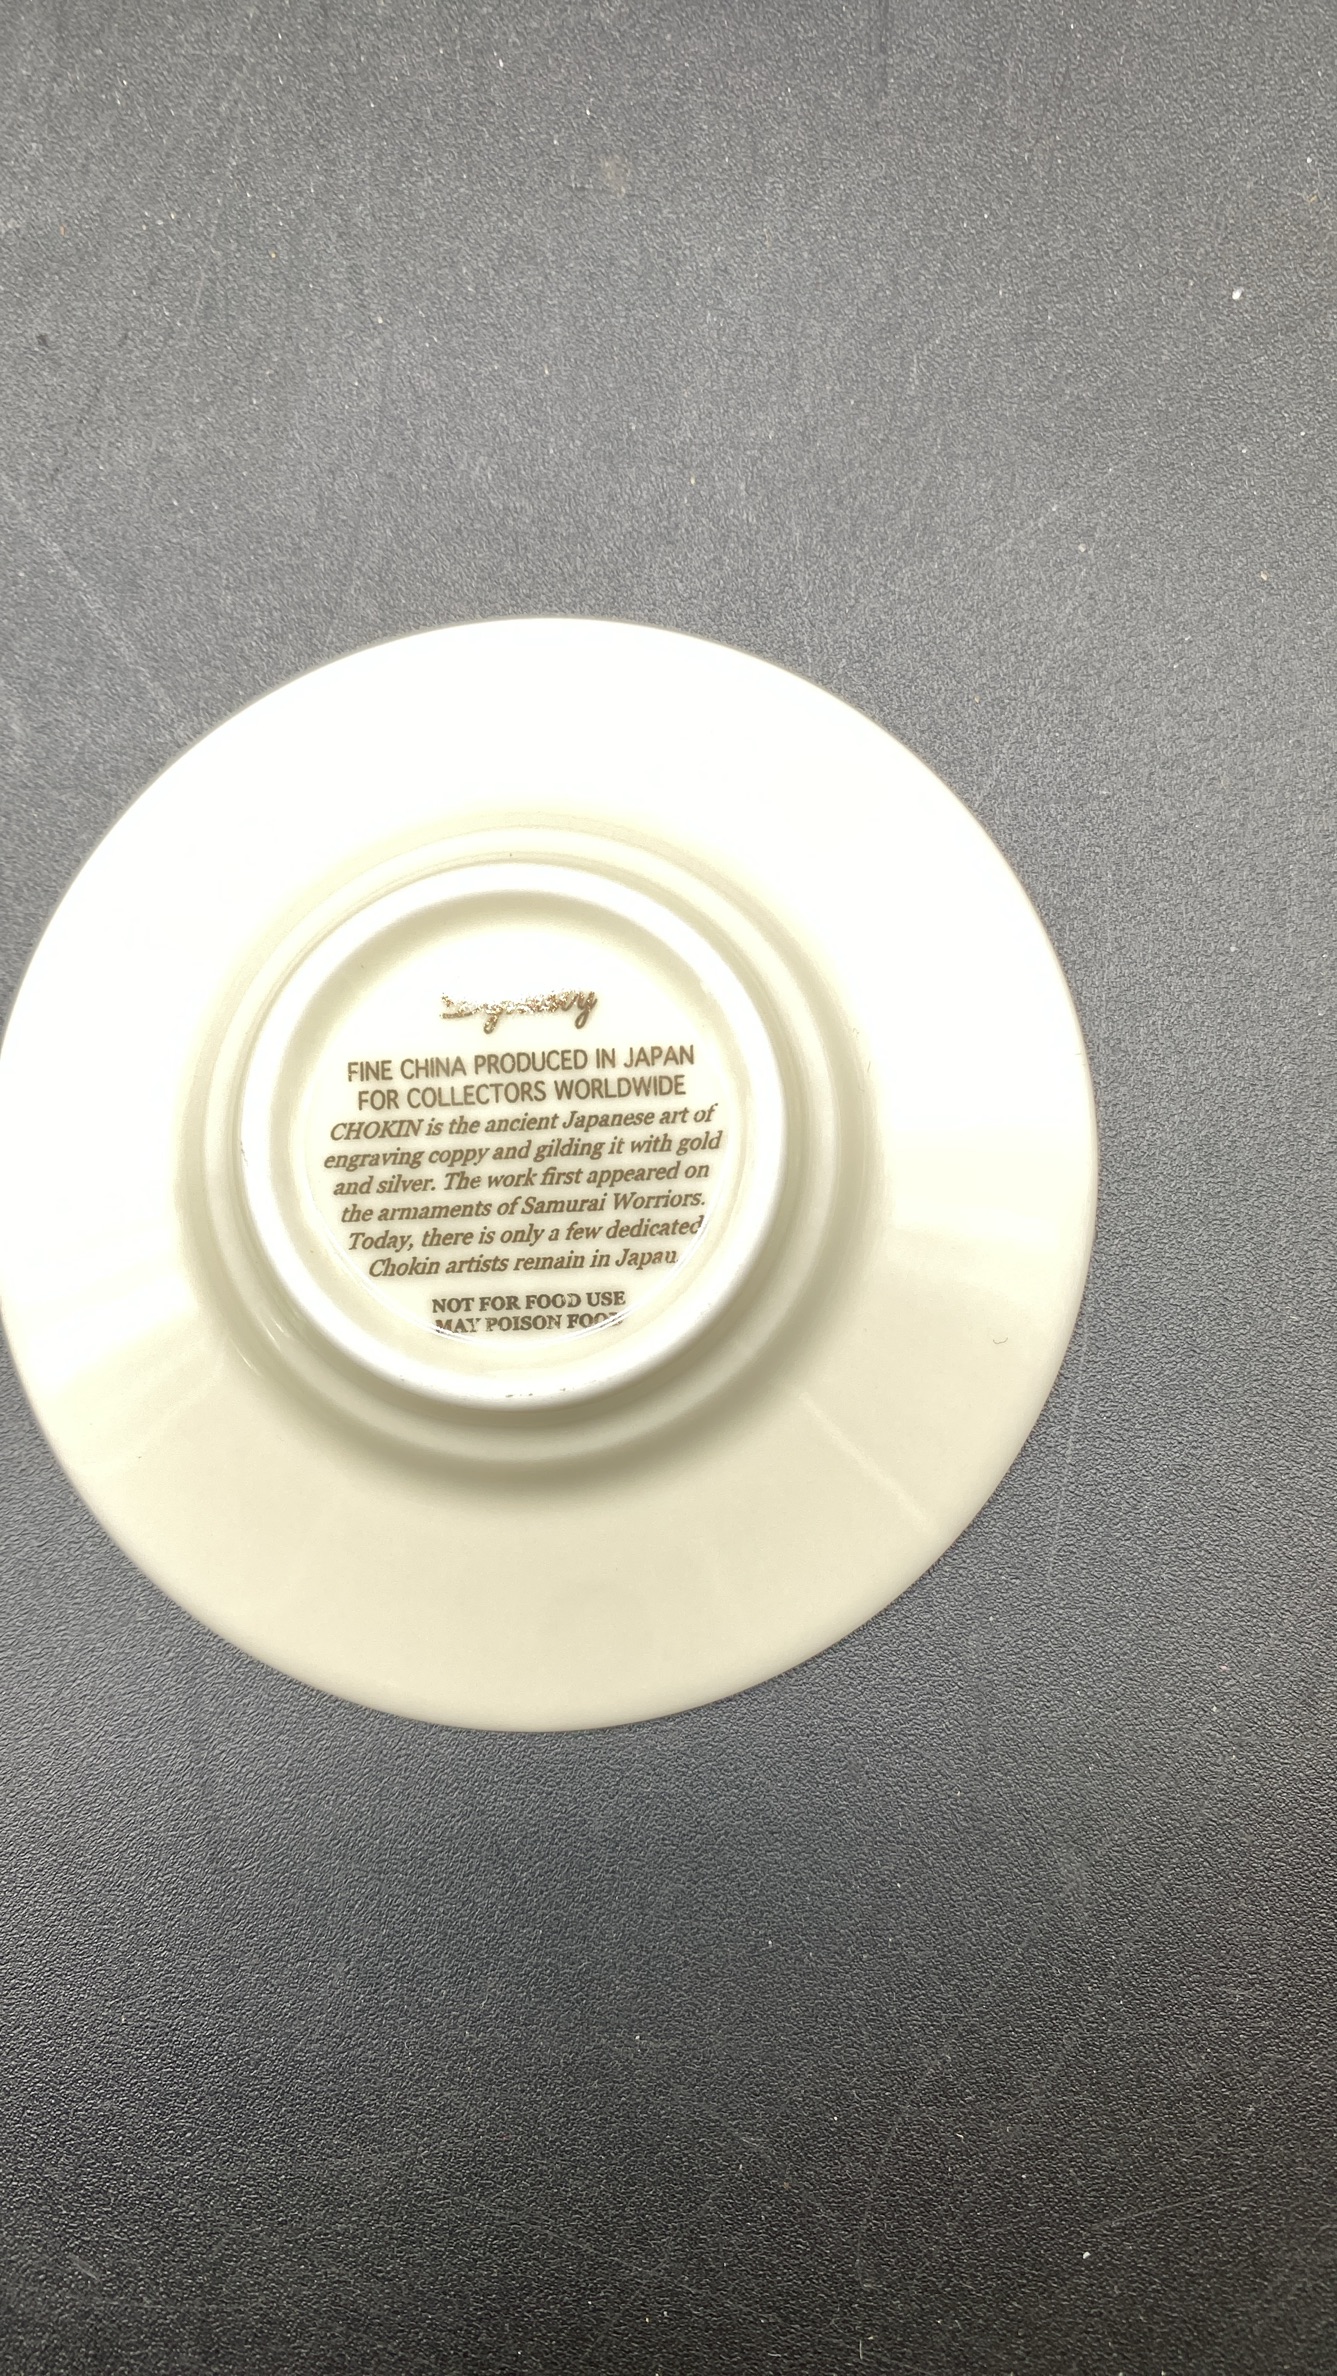 FINE CHINA PRODUCED IN JAPAN
FOR COLLECTORS WORLDWIDE
CHOKIN is the ancient Japanese art of
engraving coppy and gilding it with gold
and silver. The work first appeared on
the armaments of Samurai Worriors.
Today, there is only a few dedicated
Chokin artists remain in Japan
NOT FOR FOOD USE
MAY POISON FOOD